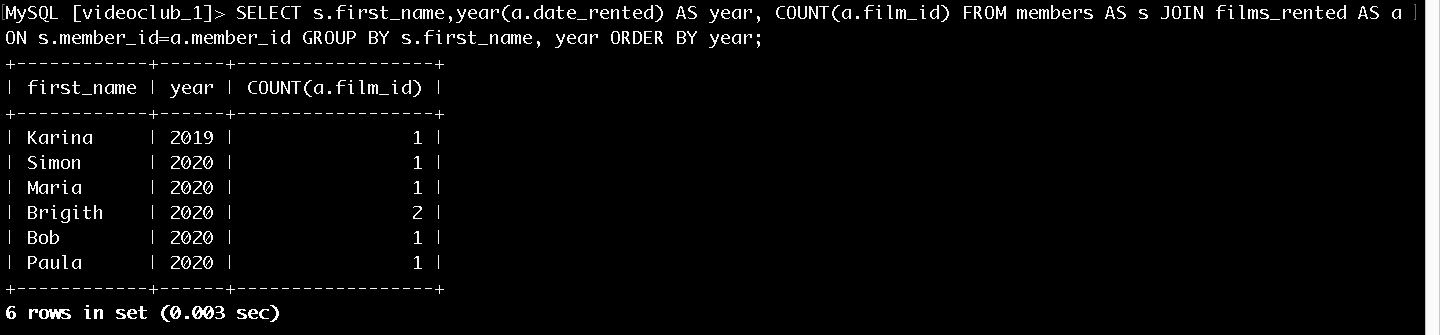 MySQL [videoclub_1]> SELECT s.first_name,year(a.date_rented) AS year, COUNT(a.film_id) FROM members AS s JOIN films_rented AS a
ON s.member_id=a.member_id GROUP BY s.first_name, year ORDER BY year;
+------------+------+------------------+
| first_name | year | COUNT(a.film_id) |
+------------+------+------------------+
| Karina     | 2019 |                1 |
| Simon      | 2020 |                1 |
| Maria      | 2020 |                1 |
| Brigith    | 2020 |                2 |
| Bob        | 2020 |                1 |
| Paula      | 2020 |                1 |
+------------+------+------------------+
6 rows in set (0.003 sec)